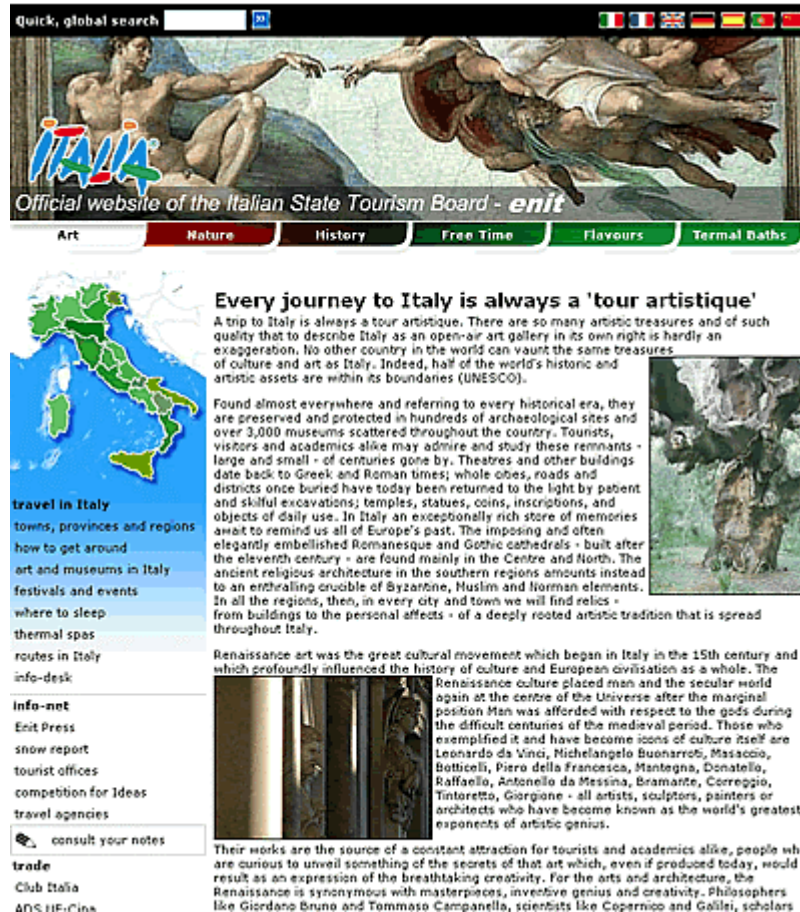 Quick, global search
ITALIA
Official website of the Italian State Tourism Board - enit
Art
Nature
History
Free Time
Flavours
Termal Baths
travel in Italy
towns, provinces and regions
how to get around
art and museums in Italy
festivals and events
where to sleep
thermal spas
routes in Italy
info-desk
info-net
Enit Press
snow report
tourist offices
competition for Ideas
travel agencies
consult your notes
trade
Club Italia
ADS UE-Cina
Every journey to Italy is always a 'tour artistique'
A trip to Italy is always a tour artistique. There are so many artistic treasures and of such
quality that to describe Italy as an open-air art gallery in its own right is hardly an
exaggeration. No other country in the world can vaunt the same treasures
of culture and art as Italy. Indeed, half of the world's historic and
artistic assets are within its boundaries (UNESCO).
Found almost everywhere and referring to every historical era, they
are preserved and protected in hundreds of archaeological sites and
over 3,000 museums scattered throughout the country. Tourists,
visitors and academics alike may admire and study these remnants -
large and small - of centuries gone by. Theatres and other buildings
date back to Greek and Roman times; whole cities, roads and
districts once buried have today been returned to the light by patient
and skilful excavations; temples, statues, coins, inscriptions, and
objects of daily use. In Italy an exceptionally rich store of memories
await to remind us all of Europe's past. The imposing and often
elegantly embellished Romanesque and Gothic cathedrals - built after
the eleventh century - are found mainly in the Centre and North. The
ancient religious architecture in the southern regions amounts instead
to an enthralling crucible of Byzantine, Muslim and Norman elements.
In all the regions, then, in every city and town we will find relics -
from buildings to the personal affects - of a deeply rooted artistic tradition that is spread
throughout Italy.
Renaissance art was the great cultural movement which began in Italy in the 15th century and
which profoundly influenced the history of culture and European civilisation as a whole. The
Renaissance culture placed man and the secular world
again at the centre of the Universe after the marginal
position Man was afforded with respect to the gods during
the difficult centuries of the medieval period. Those who
exemplified it and have become icons of culture itself are
Leonardo da Vinci, Michelangelo Buonarroti, Masaccio,
Botticelli, Piero della Francesca, Mantegna, Donatello,
Raffaello, Antonello da Messina, Bramante, Correggio,
Tintoretto, Giorgione - all artists, sculptors, painters or
architects who have become known as the world's greatest
exponents of artistic genius.
Their works are the source of a constant attraction for tourists and academics alike, people wh
are curious to unveil something of the secrets of that art which, even if produced today, would
result as an expression of the breathtaking creativity. For the arts and architecture, the
Renaissance is synonymous with masterpieces, inventive genius and creativity. Philosophers
like Giordano Bruno and Tommaso Campanella, scientists like Copernico and Galilei, scholars